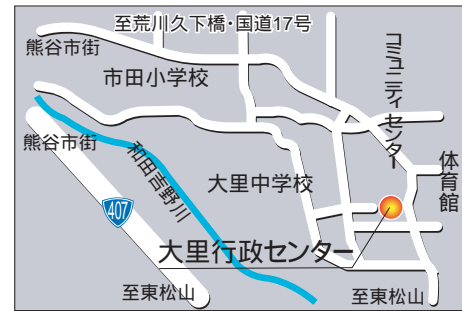 至荒川久下橋・国道17号
熊谷市街
市田小学校
コミュニティセンター
熊谷市街
和田吉野川
体育館
大里中学校
407
大里行政センター
至東松山
至東松山